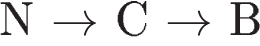 N → C → B